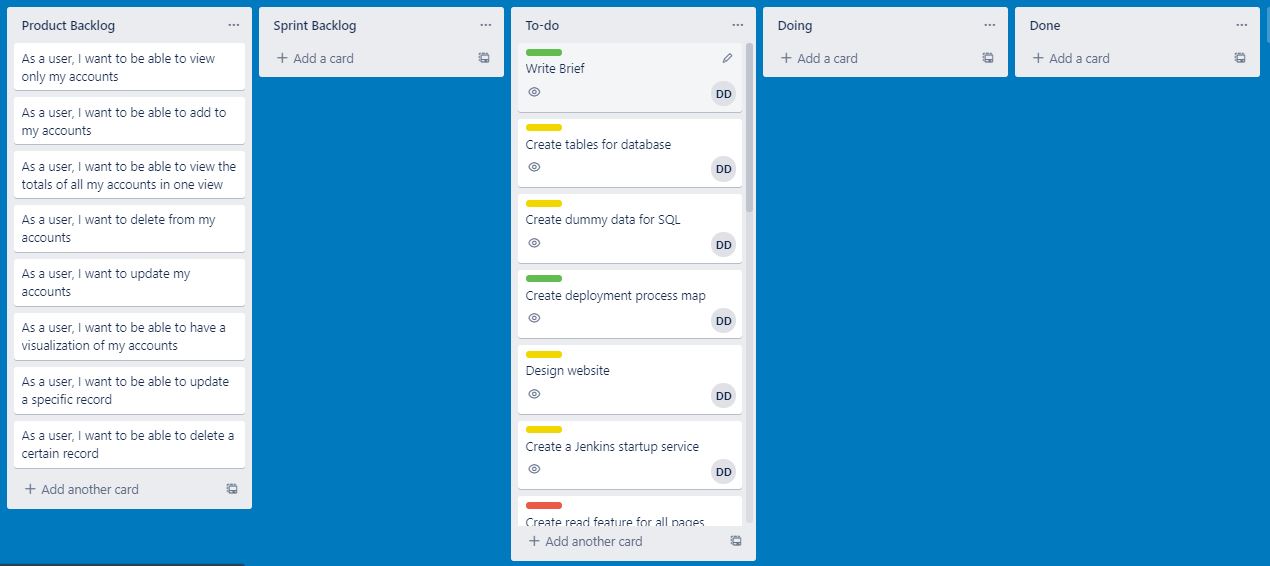 Product Backlog
As a user, I want to be able to view
only my accounts
As a user, I want to be able to add to
my accounts
As a user, I want to be able to view the
totals of all my accounts in one view
As a user, I want to delete from my
accounts
As a user, I want to update my
accounts
As a user, I want to be able to have a
visualization of my accounts
As a user, I want to be able to update
a specific record
As a user, I want to be able to delete a
certain record
+ Add another card
Sprint Backlog
+ Add a card
To-do
Write Brief
DD
Create tables for database
DD
Create dummy data for SQL
DD
Create deployment process map
DD
Design website
DD
Create a Jenkins startup service
DD
Create read feature for all pages
+ Add another card
Doing
+ Add a card
Done
+ Add a card